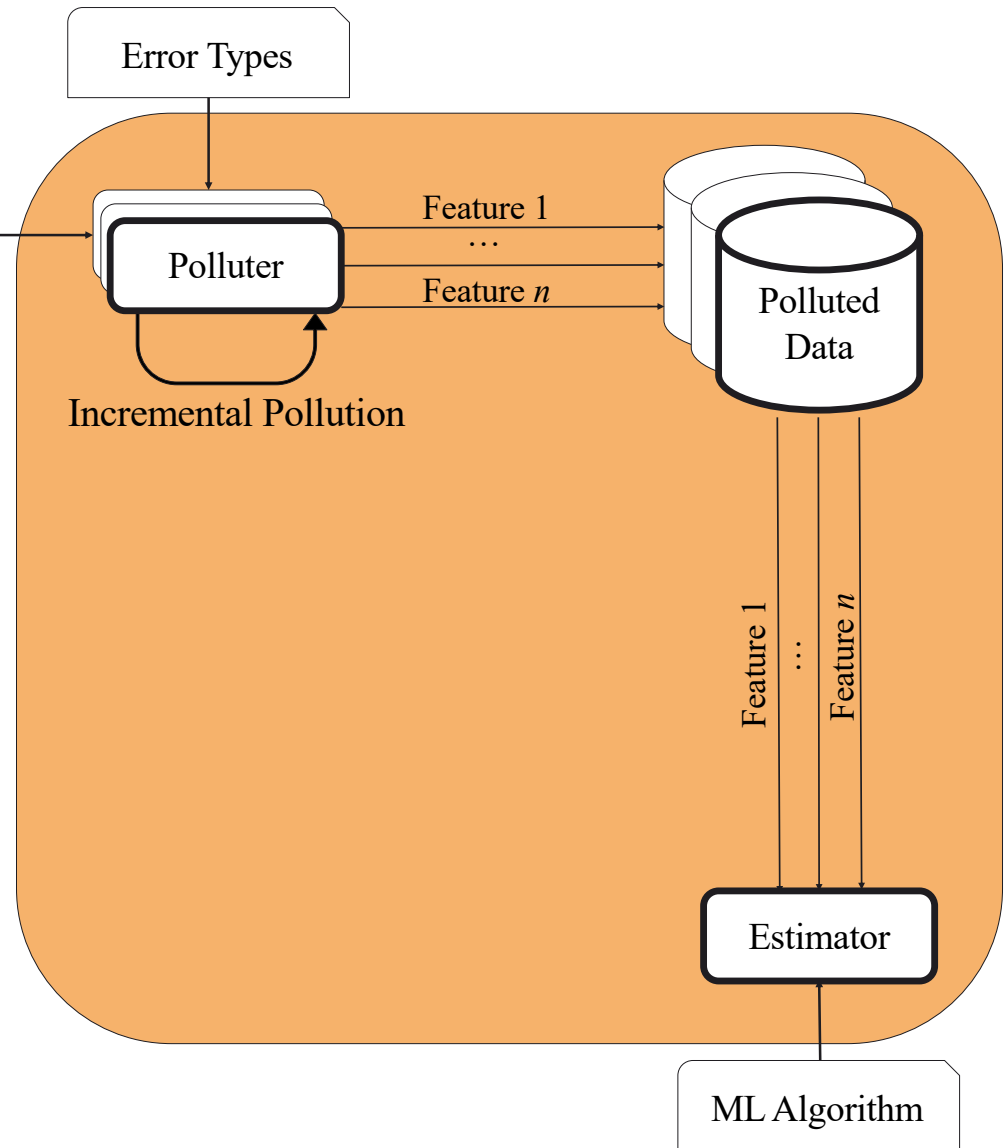 Error Types
Feature 1
…
Polluter
Feature n
Polluted
Data
Incremental Pollution
Feature 1
…
Feature n
Estimator
ML Algorithm